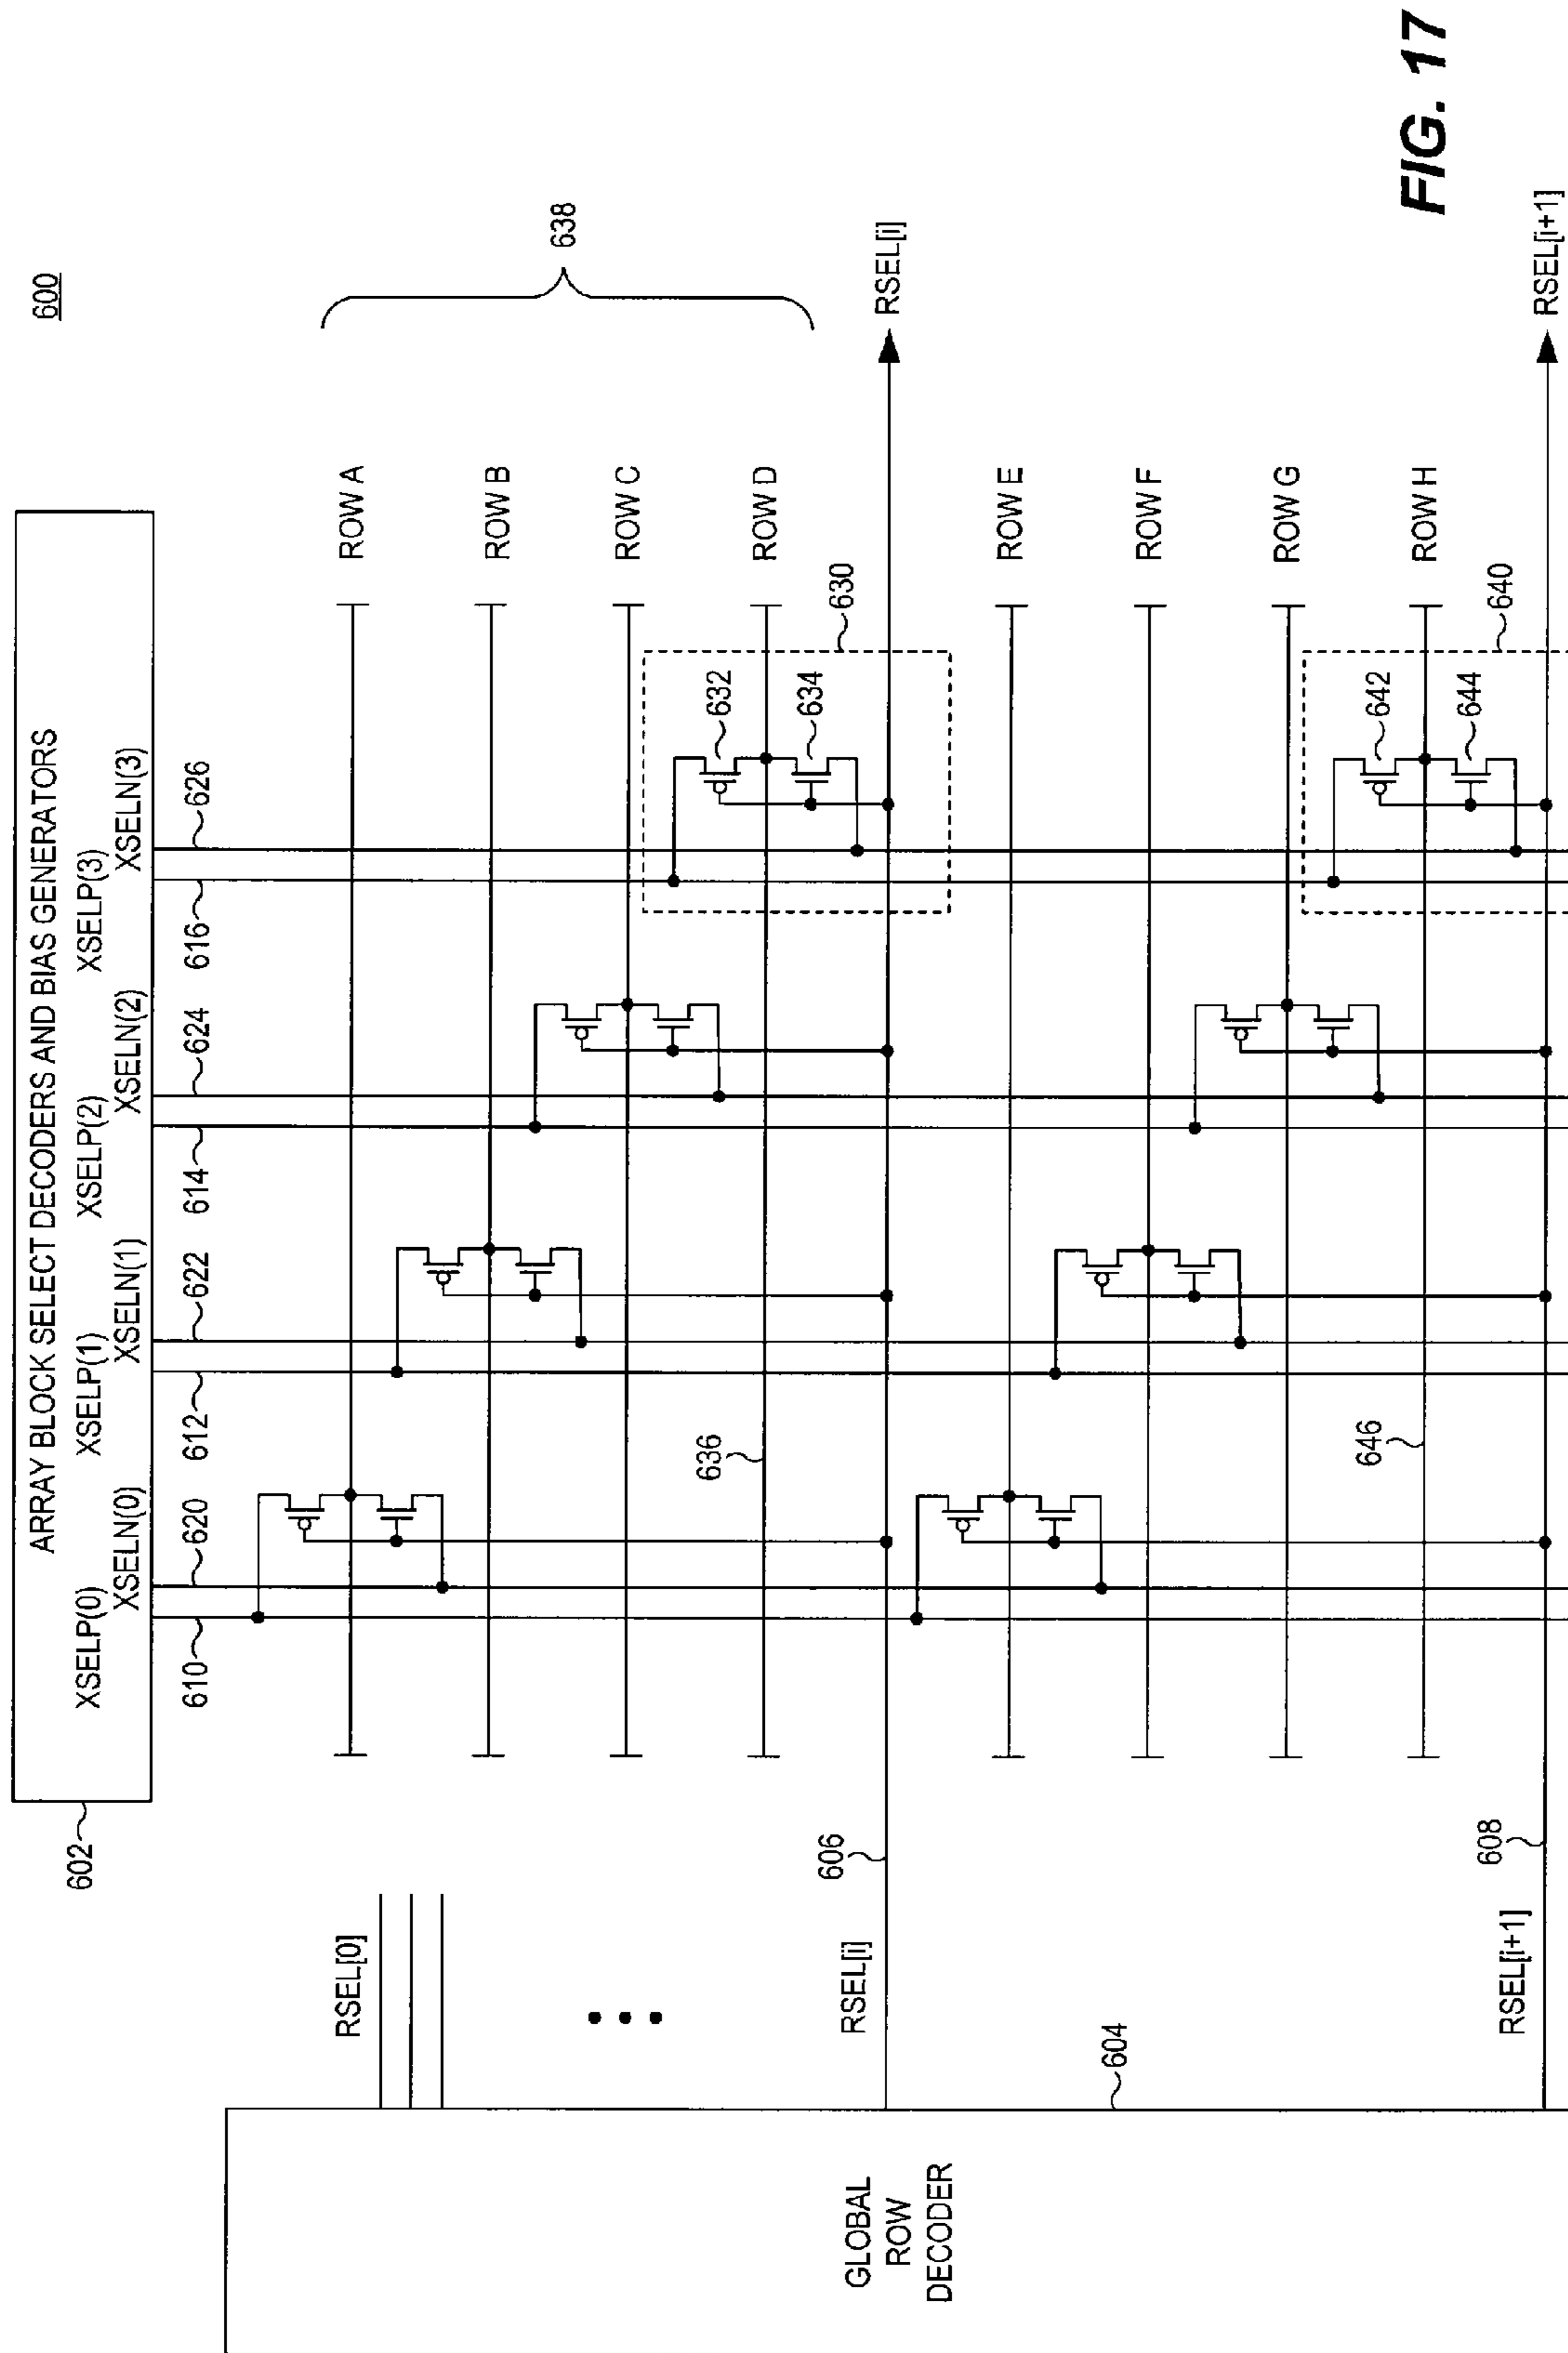 600
ARRAY BLOCK SELECT DECODERS AND BIAS GENERATORS
XSELP(0)
XSELN(0)
XSELP(1)
XSELN(1)
XSELP(2)
XSELN(2)
XSELP(3)
XSELN(3)
602
610
620
612
622
614
624
616
626
RSEL[0]
ROW A
ROW B
ROW C
ROW D
638
630
632
634
636
606
RSEL[i]
RSEL[i]
GLOBAL
ROW
DECODER
604
ROW E
ROW F
ROW G
ROW H
640
642
644
646
608
RSEL[i+1]
RSEL[i+1]
FIG. 17